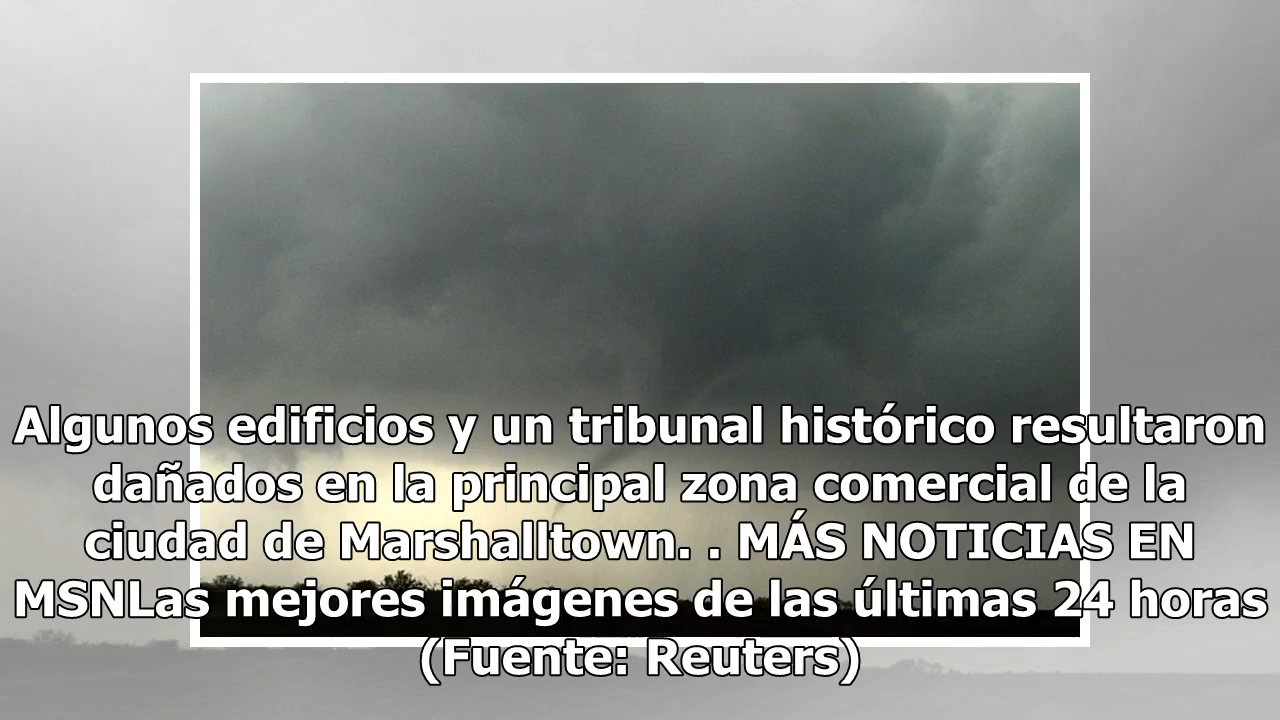 Algunos edificios y un tribunal histórico resultaron
dañados en la principal zona comercial de la
ciudad de Marshalltown. . MÁS NOTICIAS EN
MSNLas mejores imágenes de las últimas 24 horas
(Fuente: Reuters)